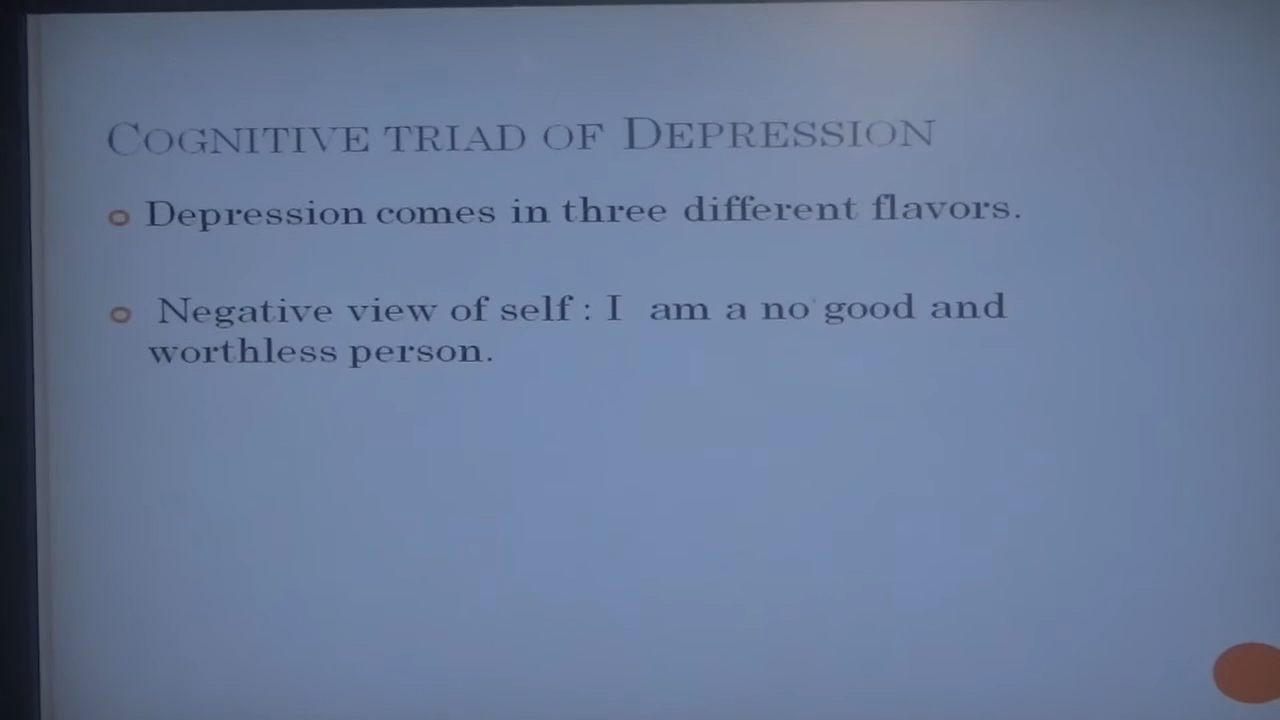 COGNITIVE TRIAD OF DEPRESSION
Depression comes in three different flavors.
Negative view of self : I am a no good and
worthless person.